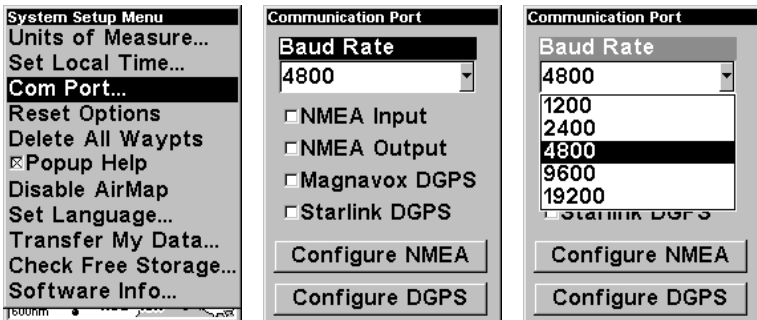 System Setup Menu
Units of Measure...
Set Local Time...
Com Port...
Reset Options
Delete All Waypts
Popup Help
Disable AirMap
Set Language...
Transfer My Data...
Check Free Storage...
Software Info...
600nm
Communication Port
Baud Rate
4800
NMEA Input
NMEA Output
Magnavox DGPS
Starlink DGPS
Configure NMEA
Configure DGPS
Communication Port
Baud Rate
4800
1200
2400
4800
9600
19200
Starlink DGPS
Configure NMEA
Configure DGPS